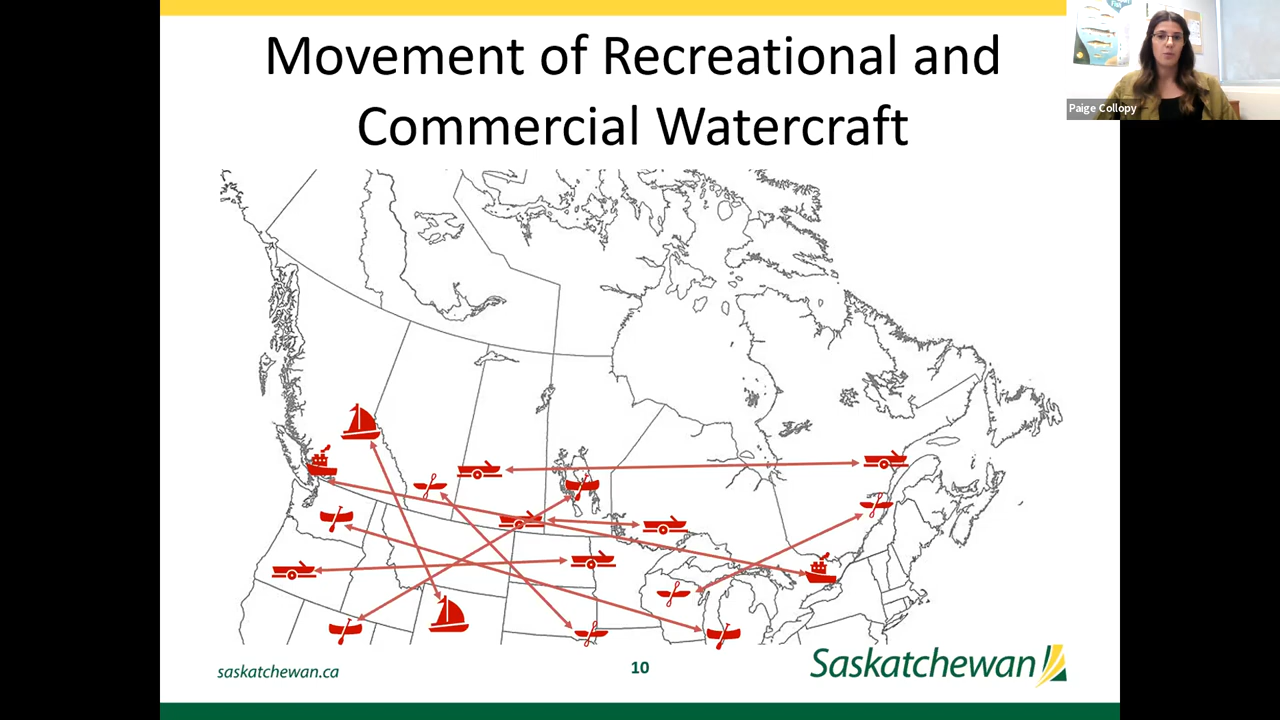 Movement of Recreational and
Commercial Watercraft
Paige Collopy
saskatchewan.ca
10
Saskatchewan